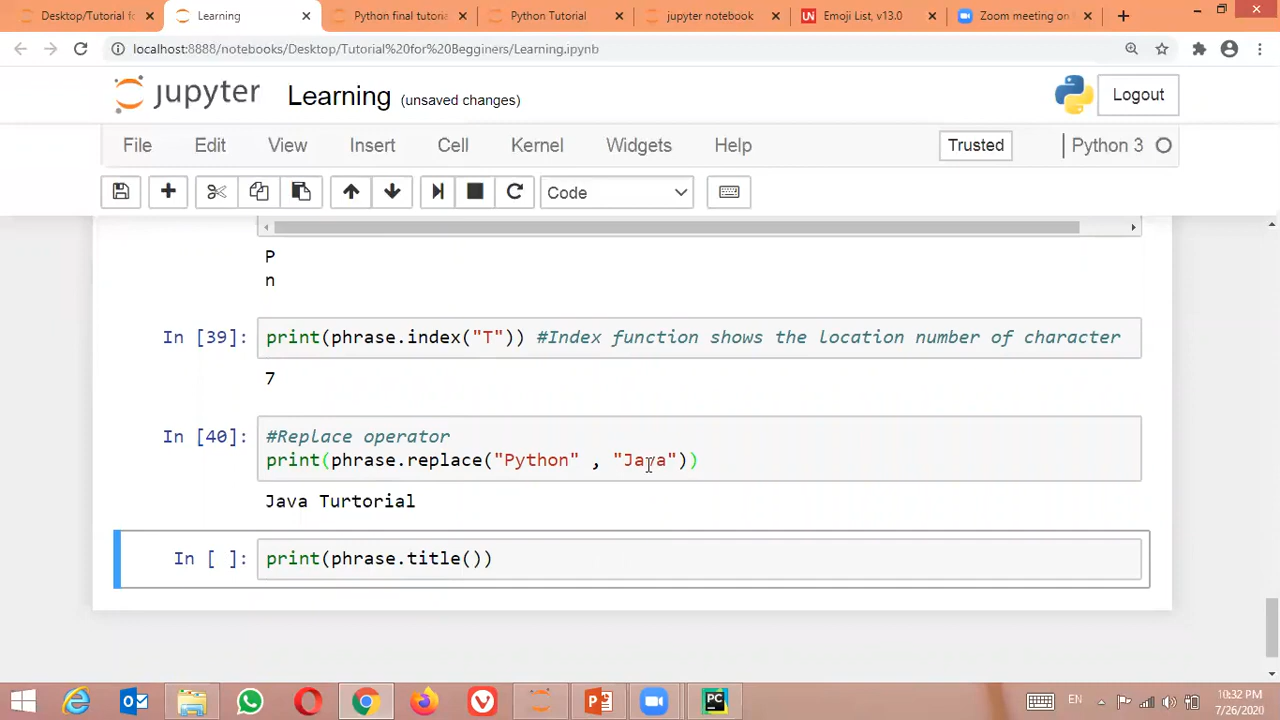 Desktop/Tutorial fo
Learning
Python final tutoria
Python Tutorial
jupyter notebook
UN
Emoji List, v13.0
Zoom meeting on
localhost:8888/notebooks/Desktop/Tutorial%20for%20Begginers/Learning.ipynb
jupyter
Learning (unsaved changes)
Logout
File Edit View Insert Cell Kernel Widgets Help
Trusted
Python 3
Code
P
n
In [39]: print(phrase.index("T")) #Index function shows the location number of character
7
In [40]: #Replace operator
print(phrase.replace("Python" , "Java"))
Java Turtorial
In [ ]: print(phrase.title())
PC
EN
10:32 PM
7/26/2020